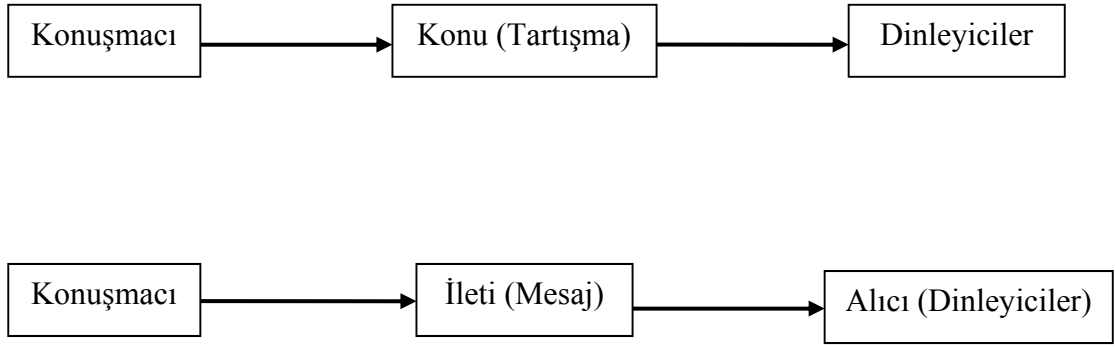 Konuşmacı
Konu (Tartışma)
Dinleyiciler
Konuşmacı
İleti (Mesaj)
Alıcı (Dinleyiciler)